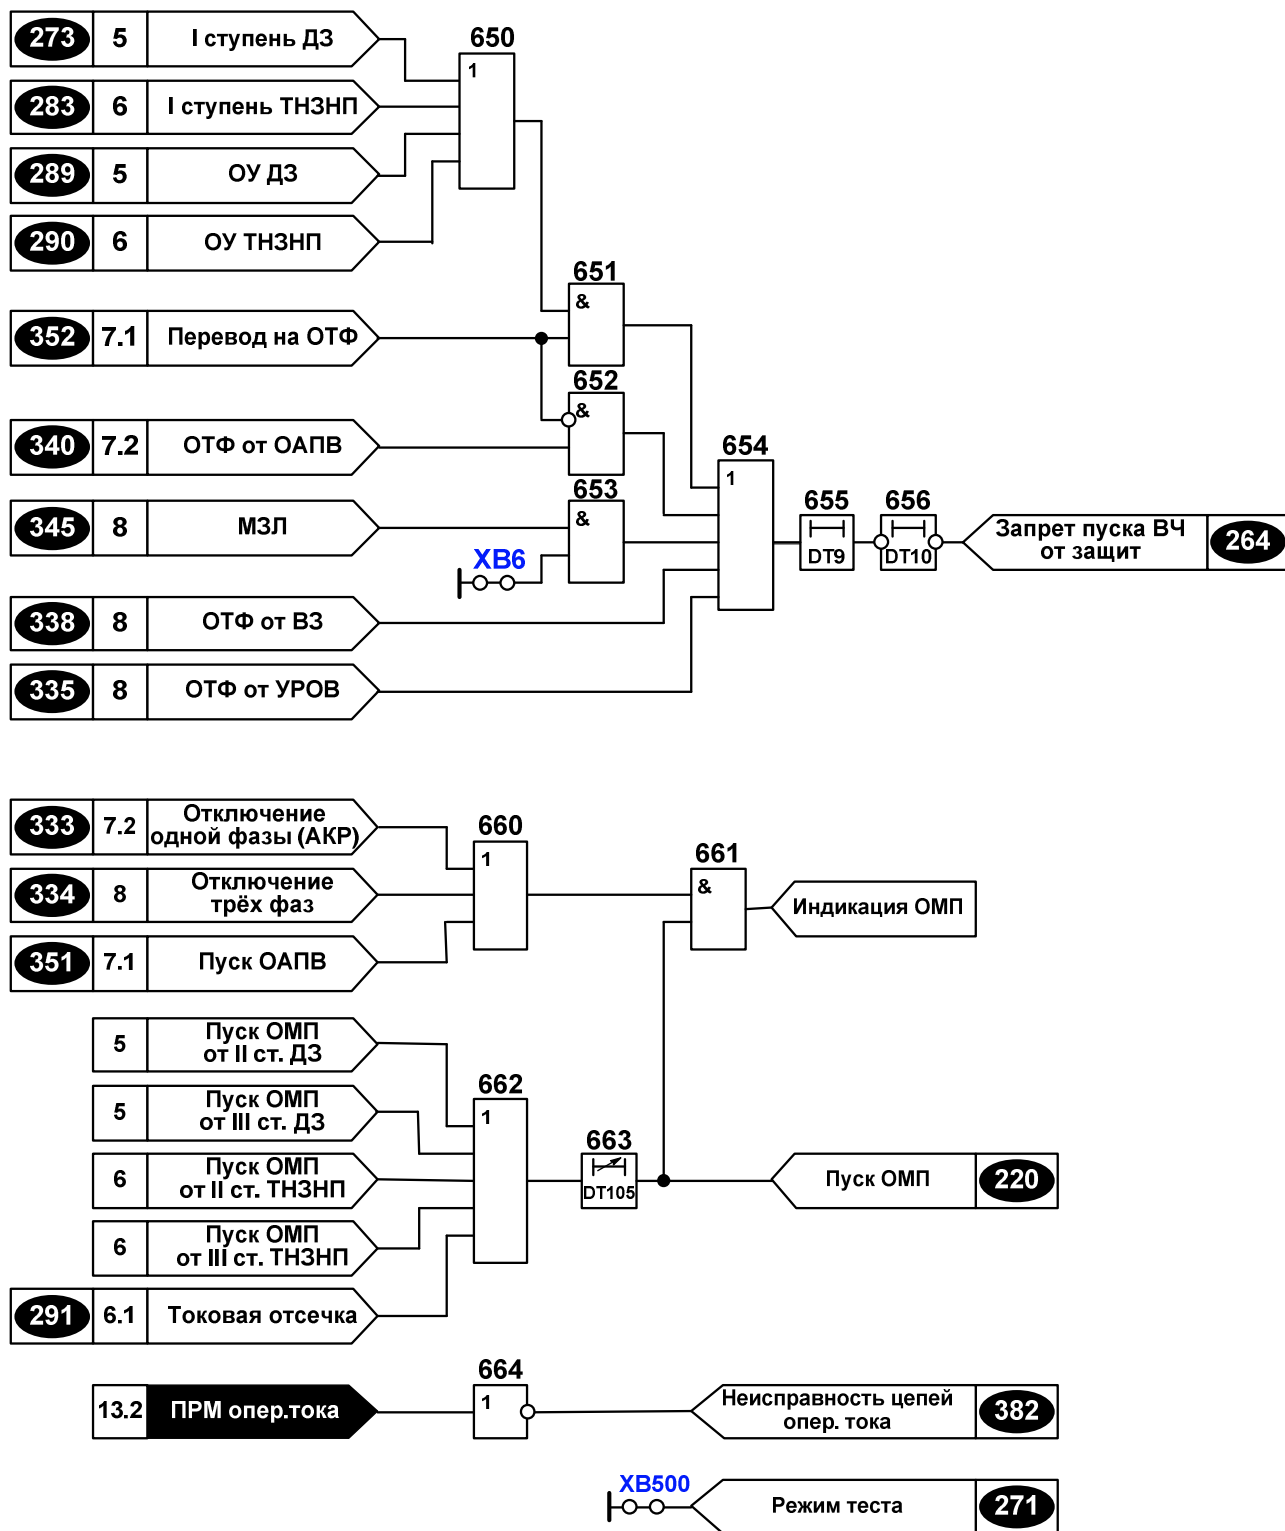 273 5 I ступень ДЗ
650
1
283 6 I ступень ТНЗНП
289 5 ОУ ДЗ
290 6 ОУ ТНЗНП
651
&
352 7.1 Перевод на ОТФ
652
&
340 7.2 ОТФ от ОАПВ
653
&
345 8 МЗЛ
XB6
654
1
655
DT9
656
DT10
Запрет пуска ВЧ
от защит
264
338 8 ОТФ от ВЗ
335 8 ОТФ от УРОВ
333 7.2 Отключение
одной фазы (АКР)
660
1
334 8 Отключение
трёх фаз
661
&
Индикация ОМП
351 7.1 Пуск ОАПВ
5 Пуск ОМП
от II ст. ДЗ
662
1
5 Пуск ОМП
от III ст. ДЗ
663
DT105
6 Пуск ОМП
от II ст. ТНЗНП
Пуск ОМП 220
6 Пуск ОМП
от III ст. ТНЗНП
291 6.1 Токовая отсечка
664
1
13.2 ПРМ опер.тока
Неисправность цепей
опер. тока
382
XB500
Режим теста 271